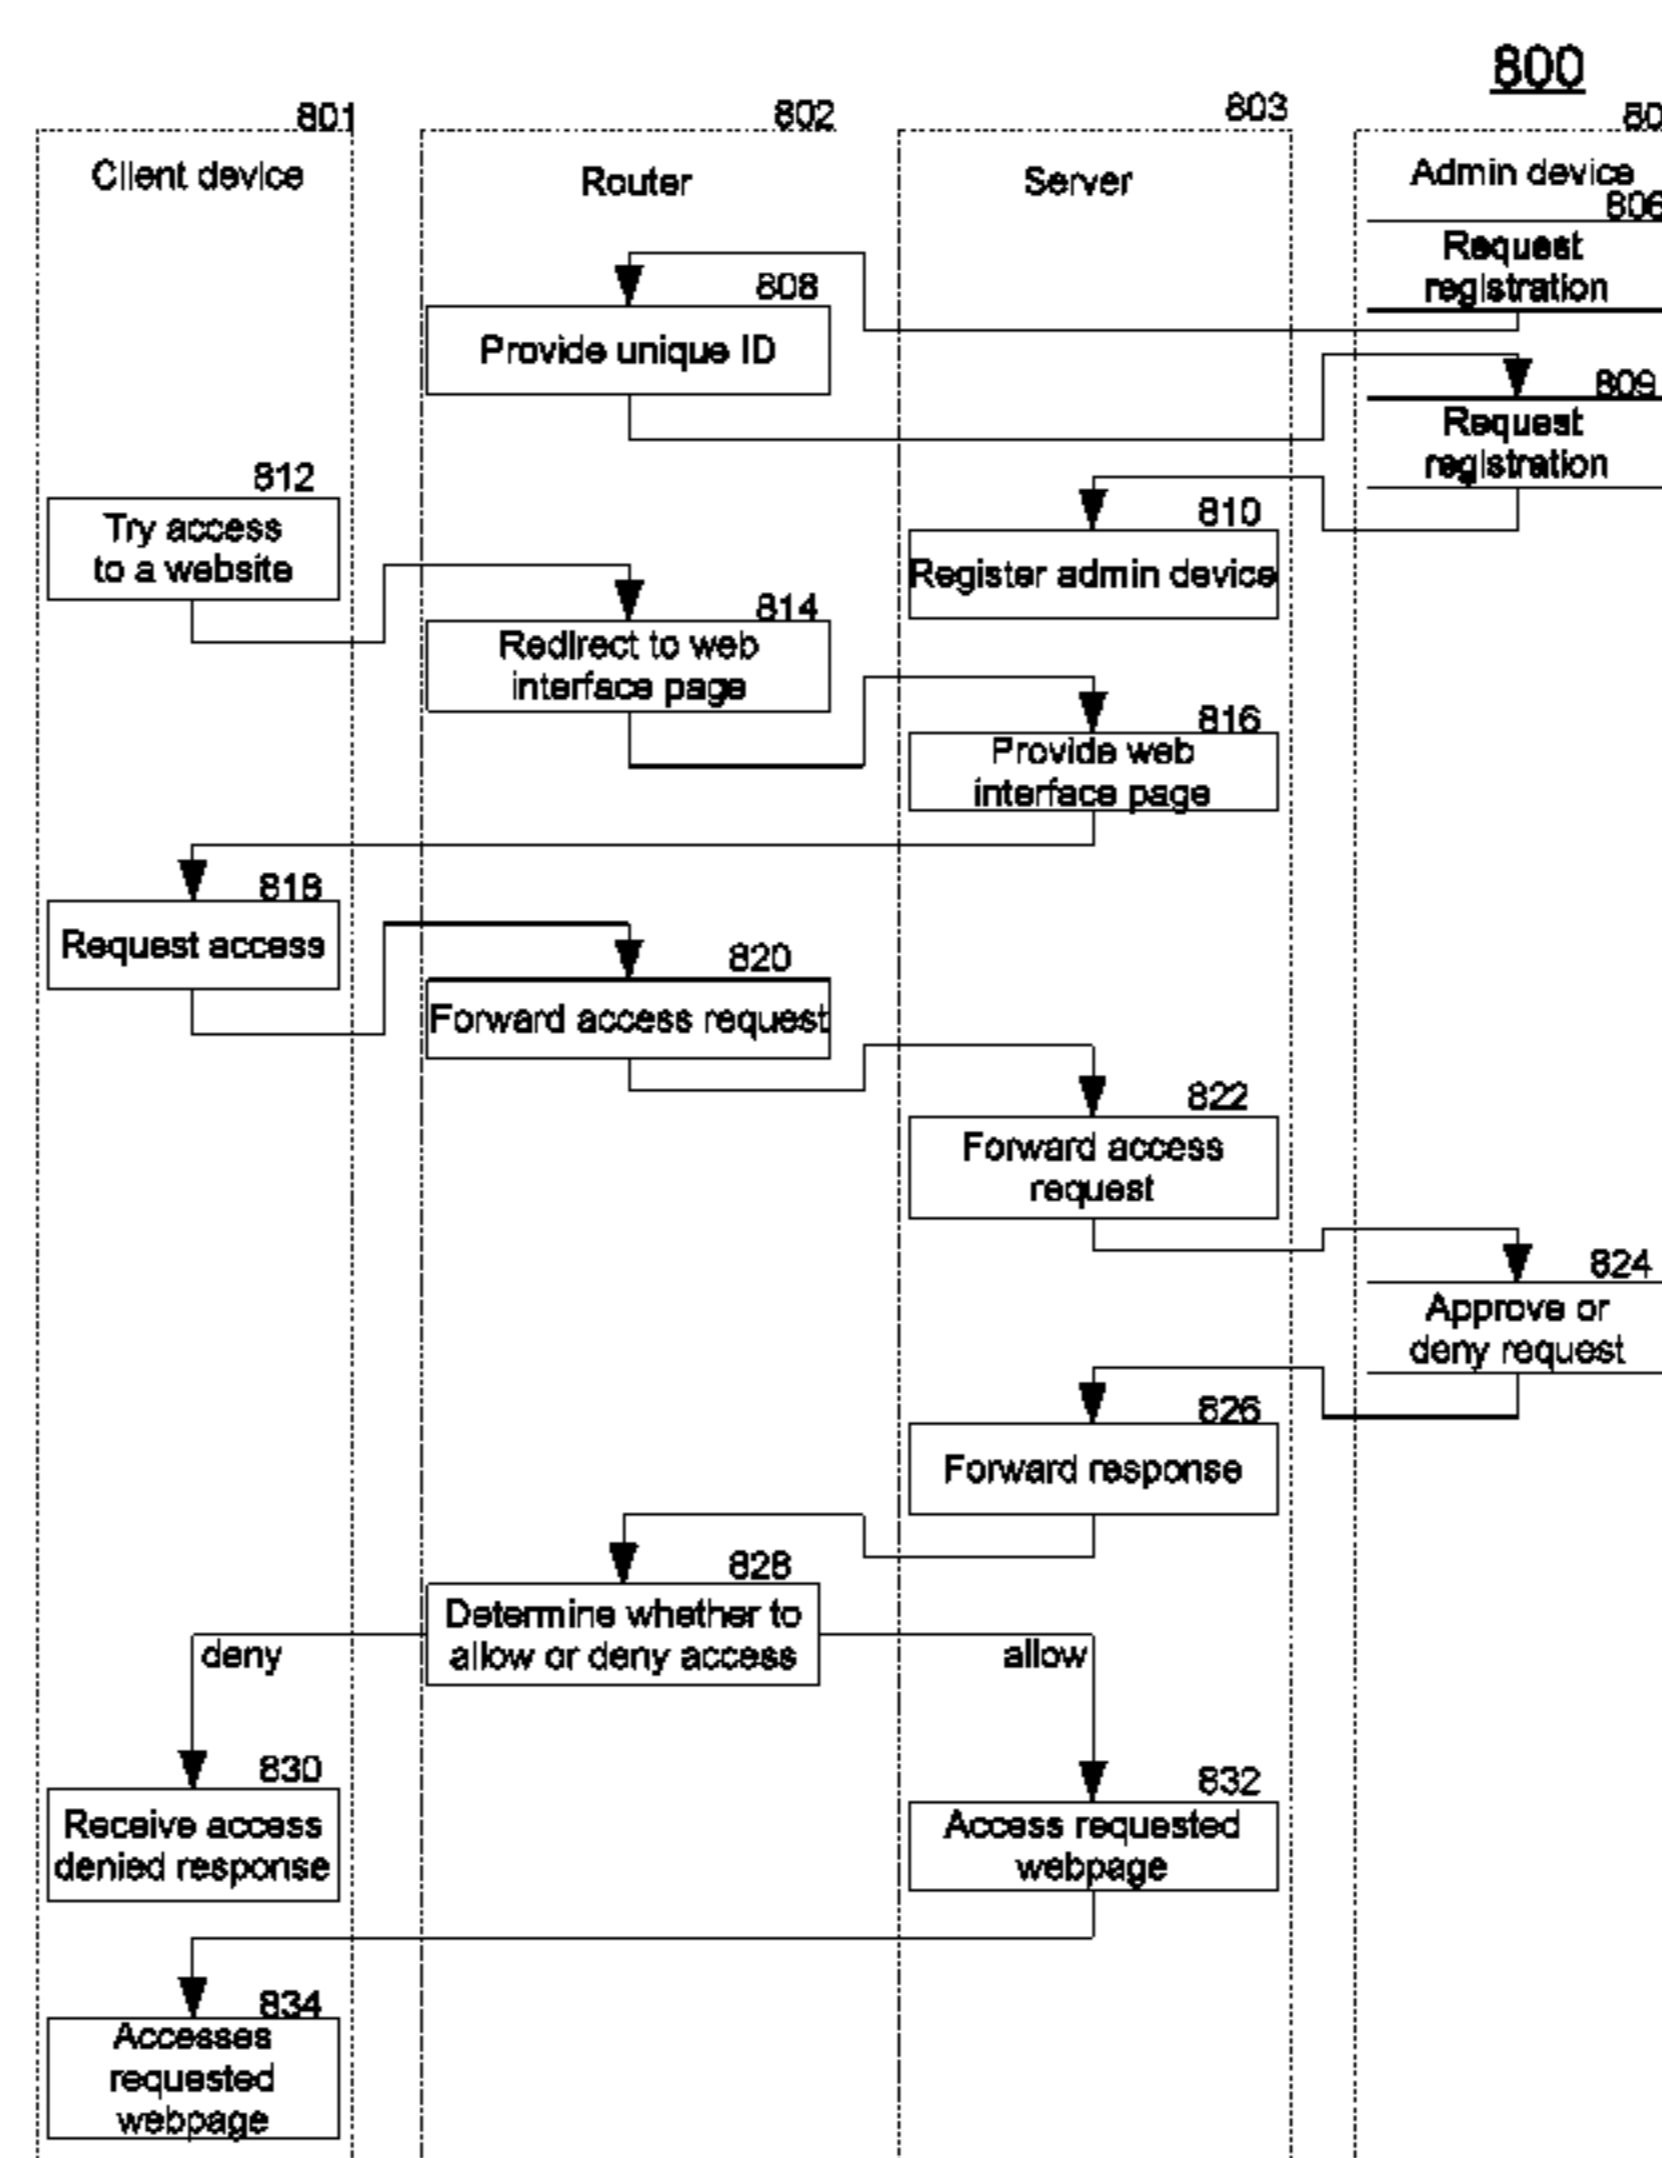 800
801
802
803
80
Client device
Router
Server
Admin device
806
Request
registration
808
Provide unique ID
809
Request
registration
812
Try access
to a website
810
Register admin device
814
Redirect to web
interface page
816
Provide web
interface page
818
Request access
820
Forward access request
822
Forward access
request
824
Approve or
deny request
826
Forward response
828
Determine whether to
allow or deny access
deny
allow
830
Receive access
denied response
832
Access requested
webpage
834
Accesses
requested
webpage